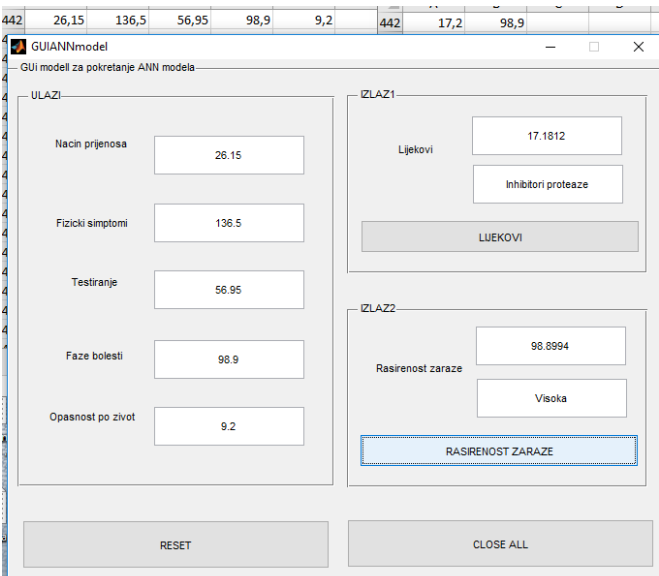 442 26,15 136,5 56,95 98,9 9,2 442 17,2 98,9
GUIANNmodel
GUi modell za pokretanje ANN modela
ULAZI
Nacin prijenosa 26.15
Fizicki simptomi 136.5
Testiranje 56.95
Faze bolesti 98.9
Opasnost po zivot 9.2
IZLAZ1
Lijekovi 17.1812
Inhibitori proteaze
LIJEKOVI
IZLAZ2
Rasirenost zaraze 98.8994
Visoka
RASIRENOST ZARAZE
RESET CLOSE ALL